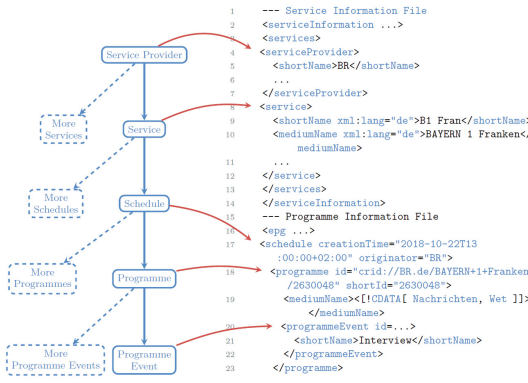 Service Provider
More
Services
Service
More
Schedules
Schedule
More
Programmes
Programme
More
Programme Events
Programme
Event
1 --- Service Information File
2 <serviceInformation ...>
3 <services>
4 <serviceProvider>
5 <shortName>BR</shortName>
6 ...
7 </serviceProvider>
8 <service>
9 <shortName xml:lang="de">B1 Fran</shortName>
10 <mediumName xml:lang="de">BAYERN 1 Franken</
mediumName>
11 ...
12 </service>
13 </services>
14 </serviceInformation>
15 --- Programme Information File
16 <epg ...>
17 <schedule creationTime="2018-10-22T13
:00:00+02:00" originator="BR">
18 <programme id="crid://BR.de/BAYERN+1+Franken
/2630048" shortId="2630048">
19 <mediumName><[!CDATA[ Nachrichten, Wet ]]>
</mediumName>
20 <programmeEvent id=...>
21 <shortName>Interview</shortName>
22 </programmeEvent>
23 </programme>